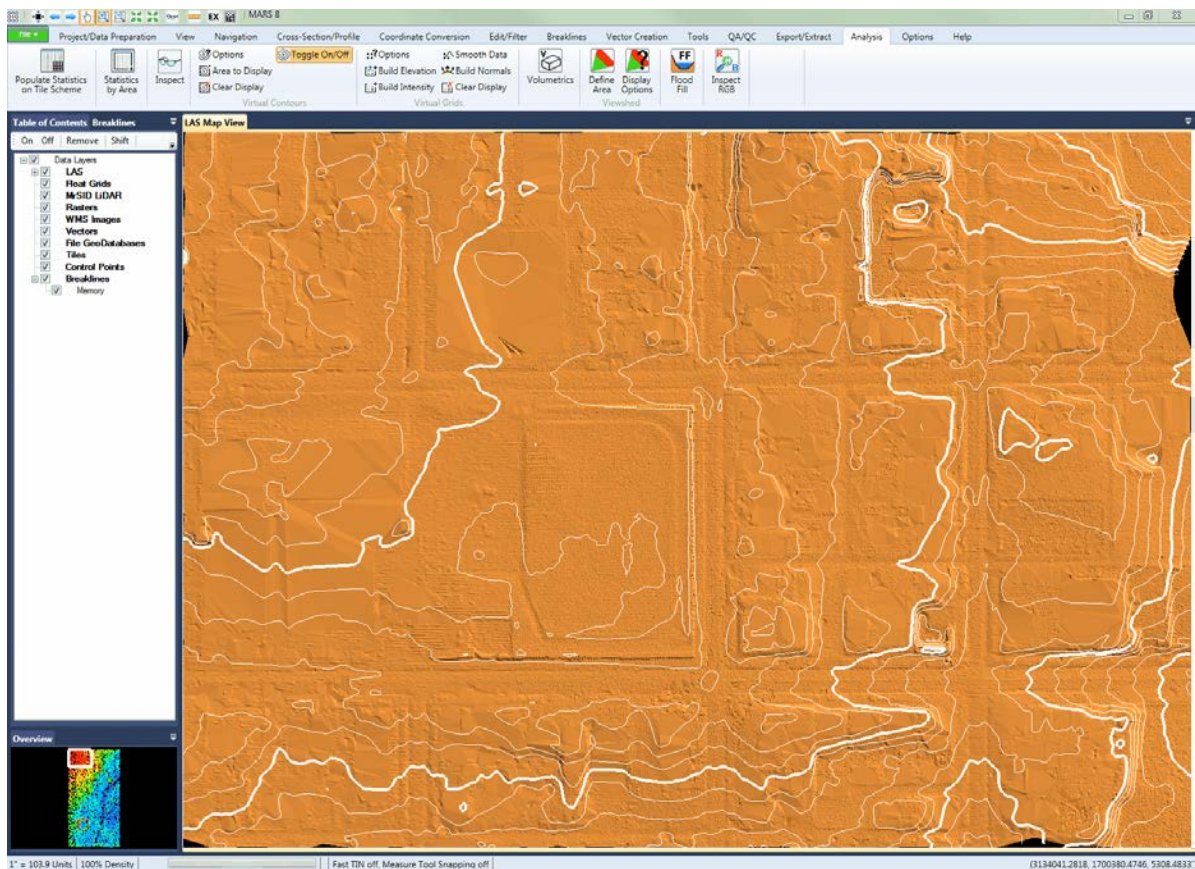 EX MARS 8
File Project/Data Preparation View Navigation Cross-Section/Profile Coordinate Conversion Edit/Filter Breaklines Vector Creation Tools QA/QC Export/Extract Analysis Options Help
Populate Statistics on Tile Scheme
Statistics by Area
Inspect
Options
Area to Display
Clear Display
Toggle On/Off
Virtual Contours
Options
Build Elevation
Build Intensity
Smooth Data
Build Normals
Clear Display
Virtual Grids
Volumetrics
Define Area
Display Options
Viewshed
FF
Flood Fill
Inspect RGB
Table of Contents Breaklines
LAS Map View
On Off Remove Shift
Data Layers
LAS
Float Grids
MrSID LiDAR
Rasters
WMS Images
Vectors
File GeoDatabases
Tiles
Control Points
Breaklines
Memory
Overview
1" = 103.9 Units 100% Density Fast TIN off, Measure Tool Snapping off (3134041.2818, 1700380.4746, 5308.4833)